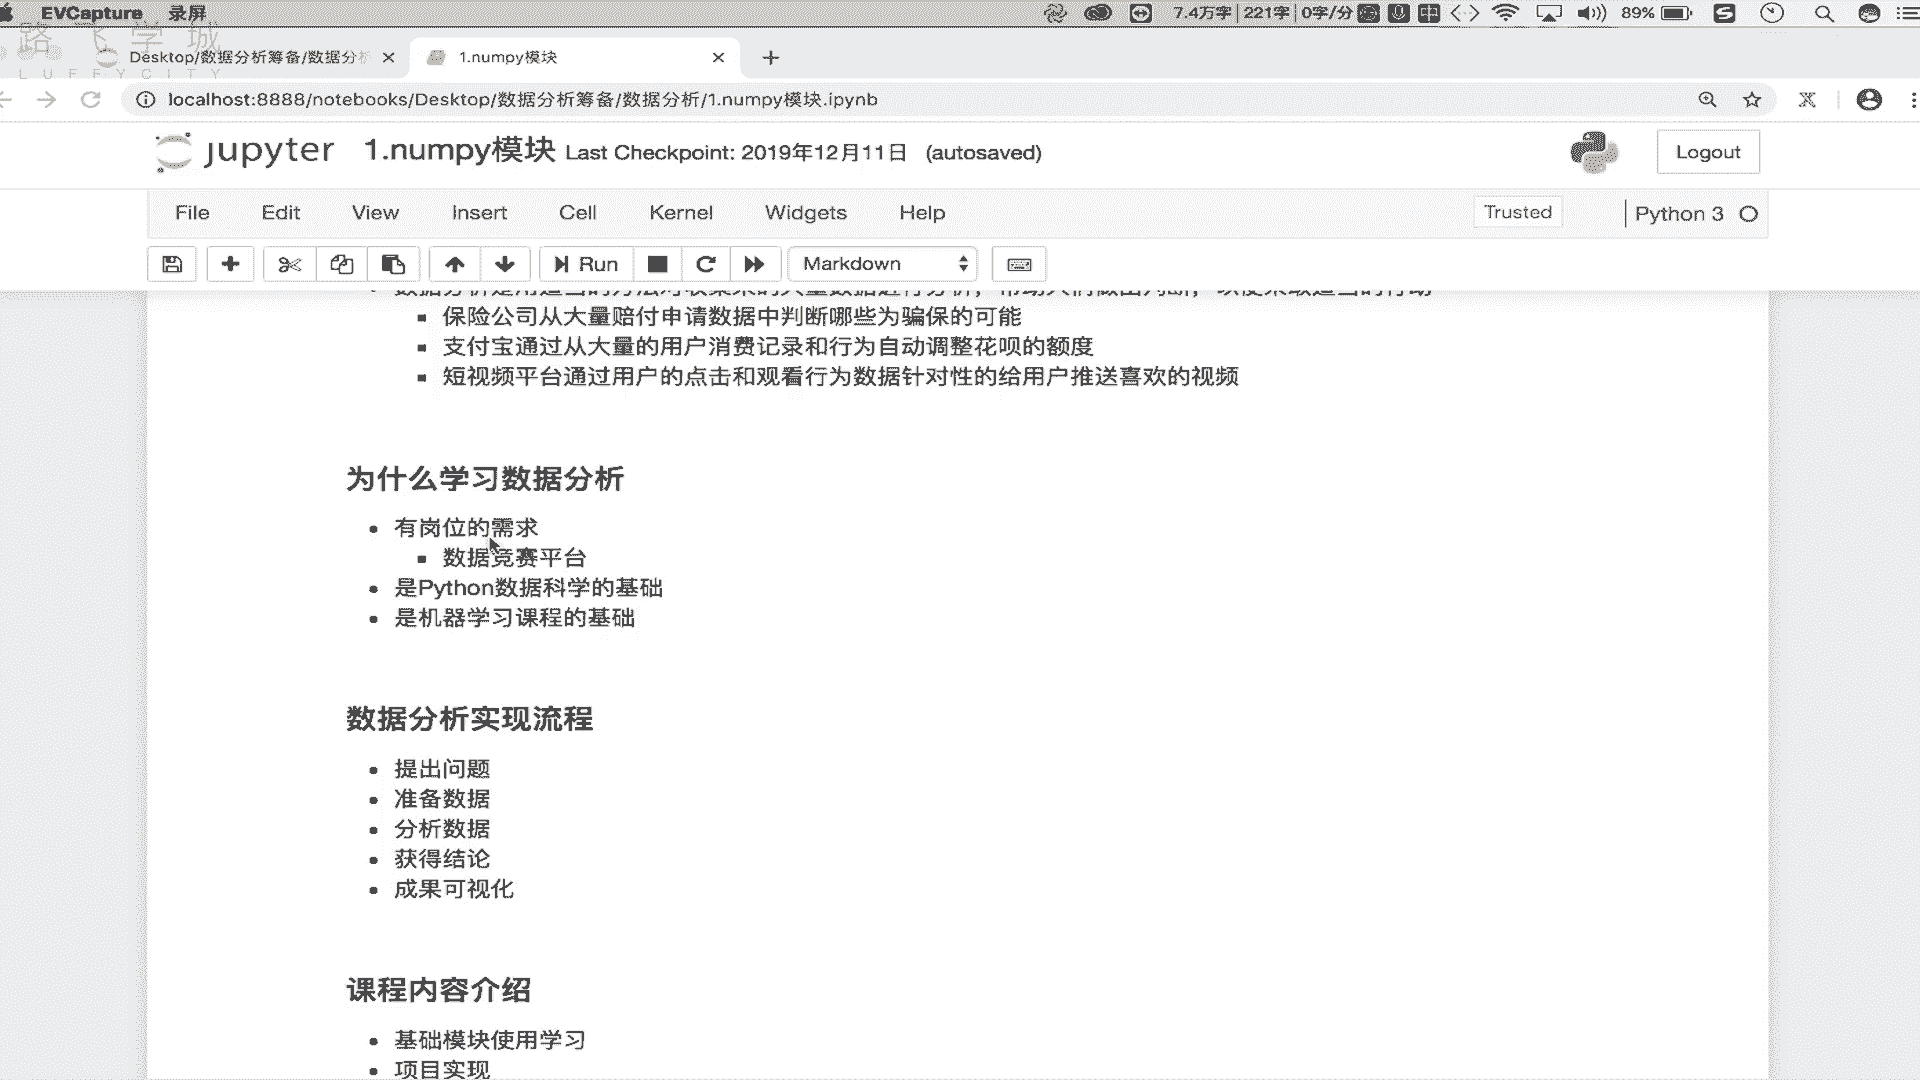 EVCapture 录屏 7.4万字 221字 0字/分 中 89%
路飞学城
LUFFYCITY
Desktop/数据分析筹备/数据分析 1.numpy模块
localhost:8888/notebooks/Desktop/数据分析筹备/数据分析/1.numpy模块.ipynb
jupyter 1.numpy模块 Last Checkpoint: 2019年12月11日 (autosaved) Logout
File Edit View Insert Cell Kernel Widgets Help Trusted Python 3
Run Markdown
保险公司从大量赔付申请数据中判断哪些为骗保的可能
支付宝通过从大量的用户消费记录和行为自动调整花呗的额度
短视频平台通过用户的点击和观看行为数据针对性的给用户推送喜欢的视频
为什么学习数据分析
有岗位的需求
数据竞赛平台
是Python数据科学的基础
是机器学习课程的基础
数据分析实现流程
提出问题
准备数据
分析数据
获得结论
成果可视化
课程内容介绍
基础模块使用学习
项目实现